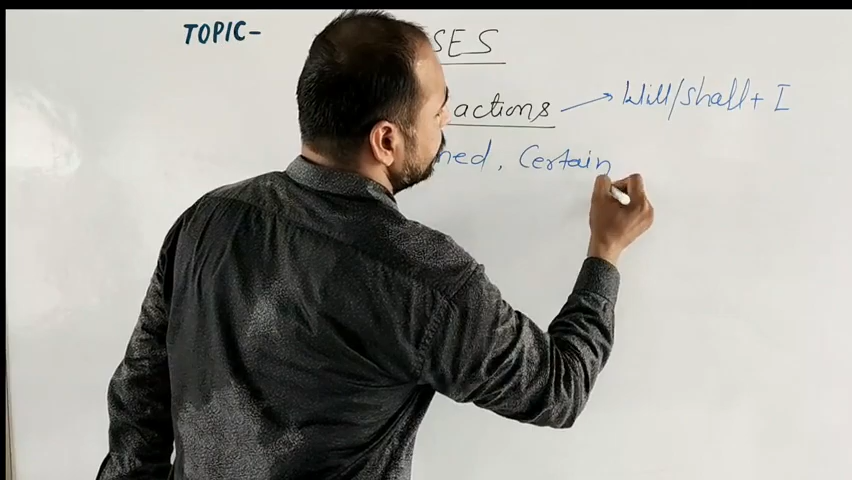 TOPIC- SES
actions → Will/shall + I
ned, Certain